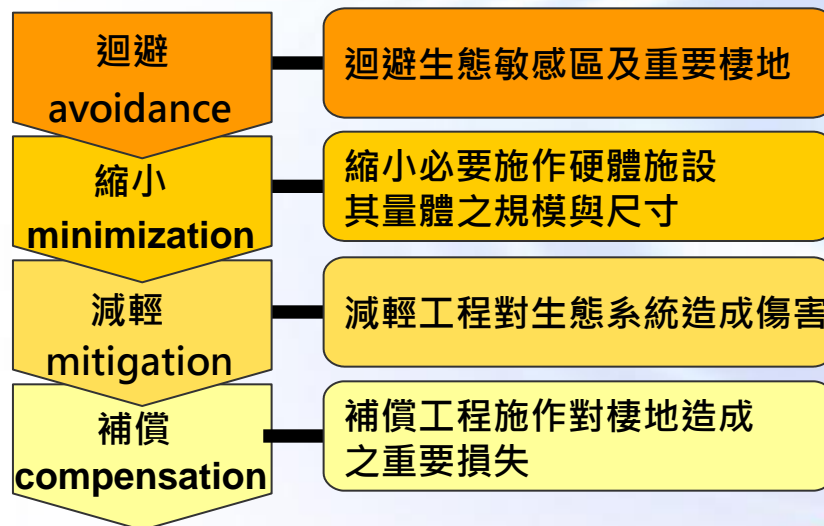 迴避
avoidance
迴避生態敏感區及重要棲地
縮小
minimization
縮小必要施作硬體施設
其量體之規模與尺寸
減輕
mitigation
減輕工程對生態系統造成傷害
補償
compensation
補償工程施作對棲地造成
之重要損失